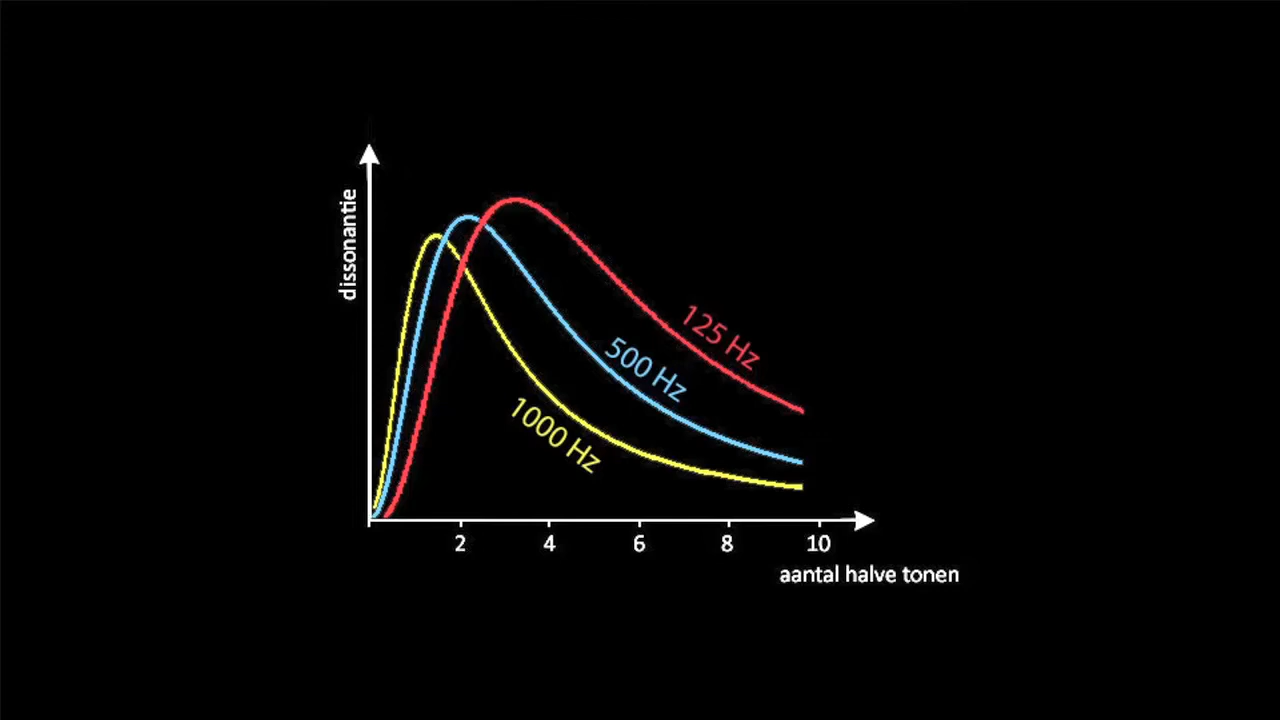 dissonantie
125 Hz
500 Hz
1000 Hz
2 4 6 8 10
aantal halve tonen